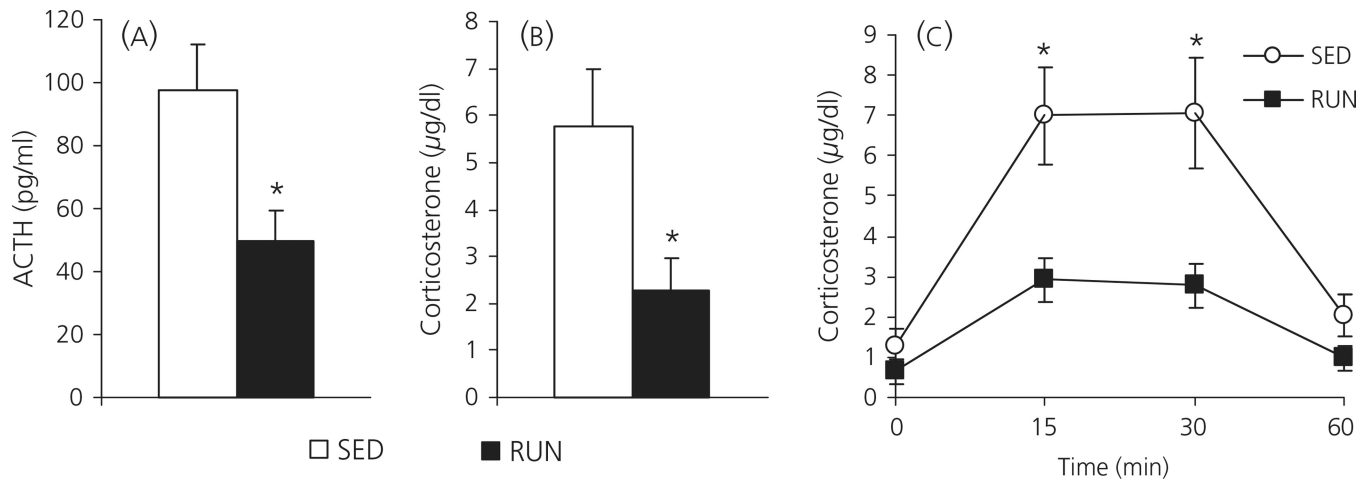 (A)
120
100
80
60
40
20
0
ACTH (pg/ml)
*
(B)
8
7
6
5
4
3
2
1
0
Corticosterone (µg/dl)
*
SED
RUN
(C)
9
8
7
6
5
4
3
2
1
0
Corticosterone (µg/dl)
*
*
SED
RUN
0 15 30 60
Time (min)